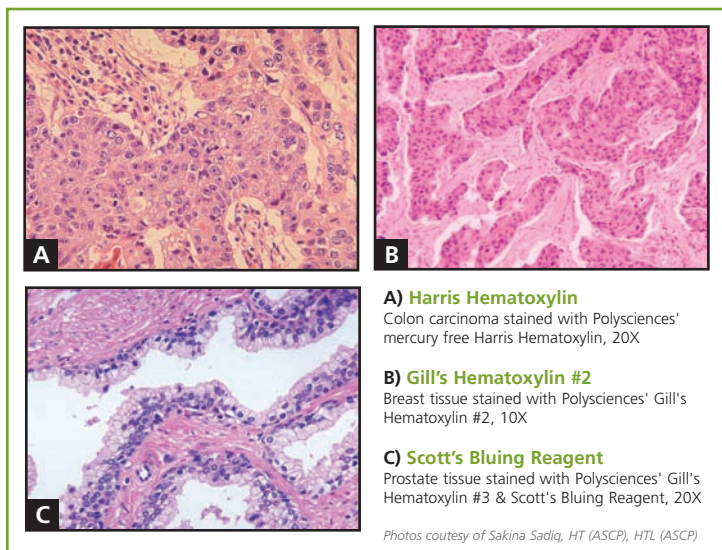 A
B
C
A) Harris Hematoxylin
Colon carcinoma stained with Polysciences'
mercury free Harris Hematoxylin, 20X
B) Gill's Hematoxylin #2
Breast tissue stained with Polysciences' Gill's
Hematoxylin #2, 10X
C) Scott's Bluing Reagent
Prostate tissue stained with Polysciences' Gill's
Hematoxylin #3 & Scott's Bluing Reagent, 20X
Photos coutesy of Sakina Sadiq, HT (ASCP), HTL (ASCP)